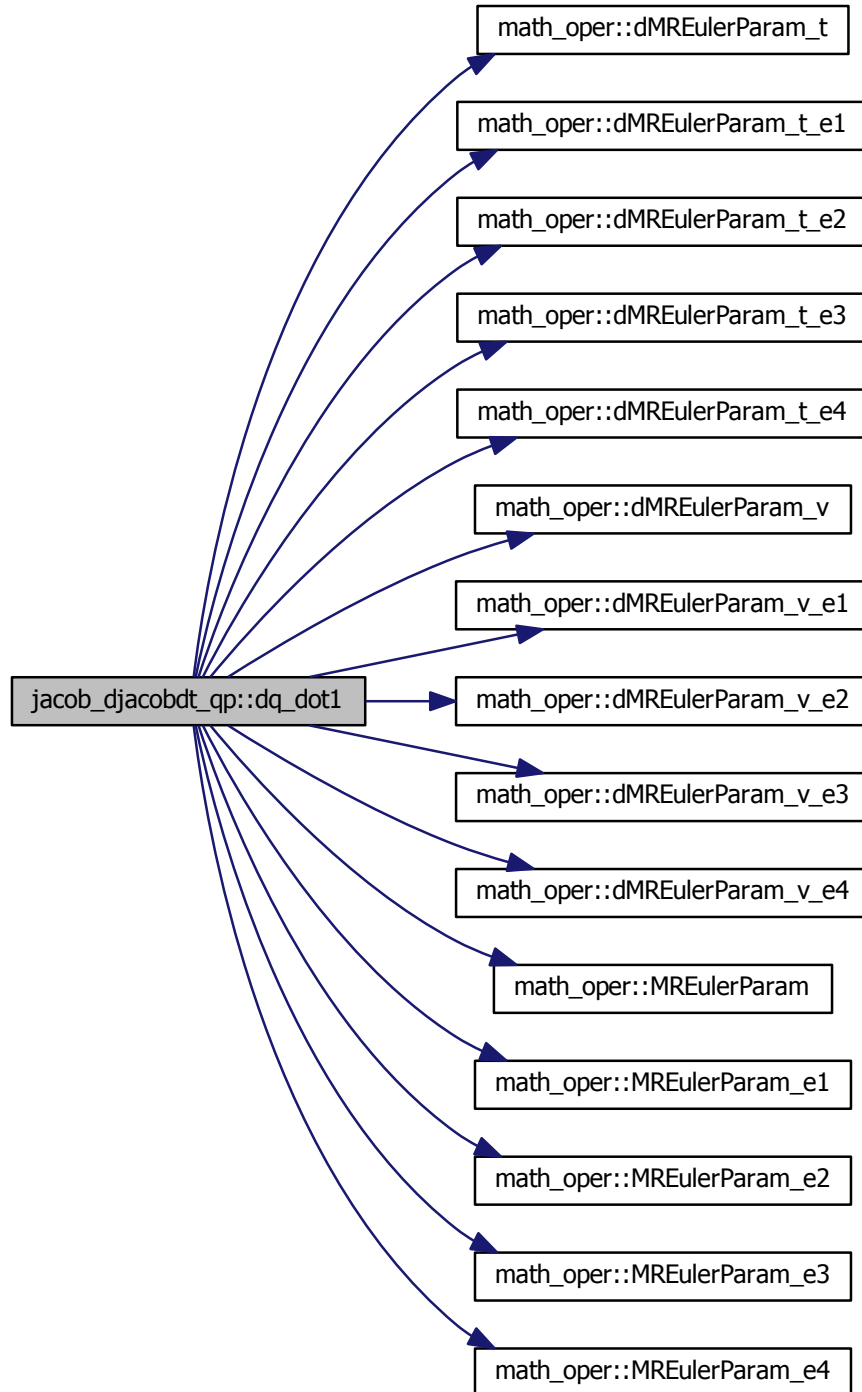 math_oper::dMREulerParam_t
math_oper::dMREulerParam_t_e1
math_oper::dMREulerParam_t_e2
math_oper::dMREulerParam_t_e3
math_oper::dMREulerParam_t_e4
math_oper::dMREulerParam_v
math_oper::dMREulerParam_v_e1
jacob_djacobdt_qp::dq_dot1
math_oper::dMREulerParam_v_e2
math_oper::dMREulerParam_v_e3
math_oper::dMREulerParam_v_e4
math_oper::MREulerParam
math_oper::MREulerParam_e1
math_oper::MREulerParam_e2
math_oper::MREulerParam_e3
math_oper::MREulerParam_e4